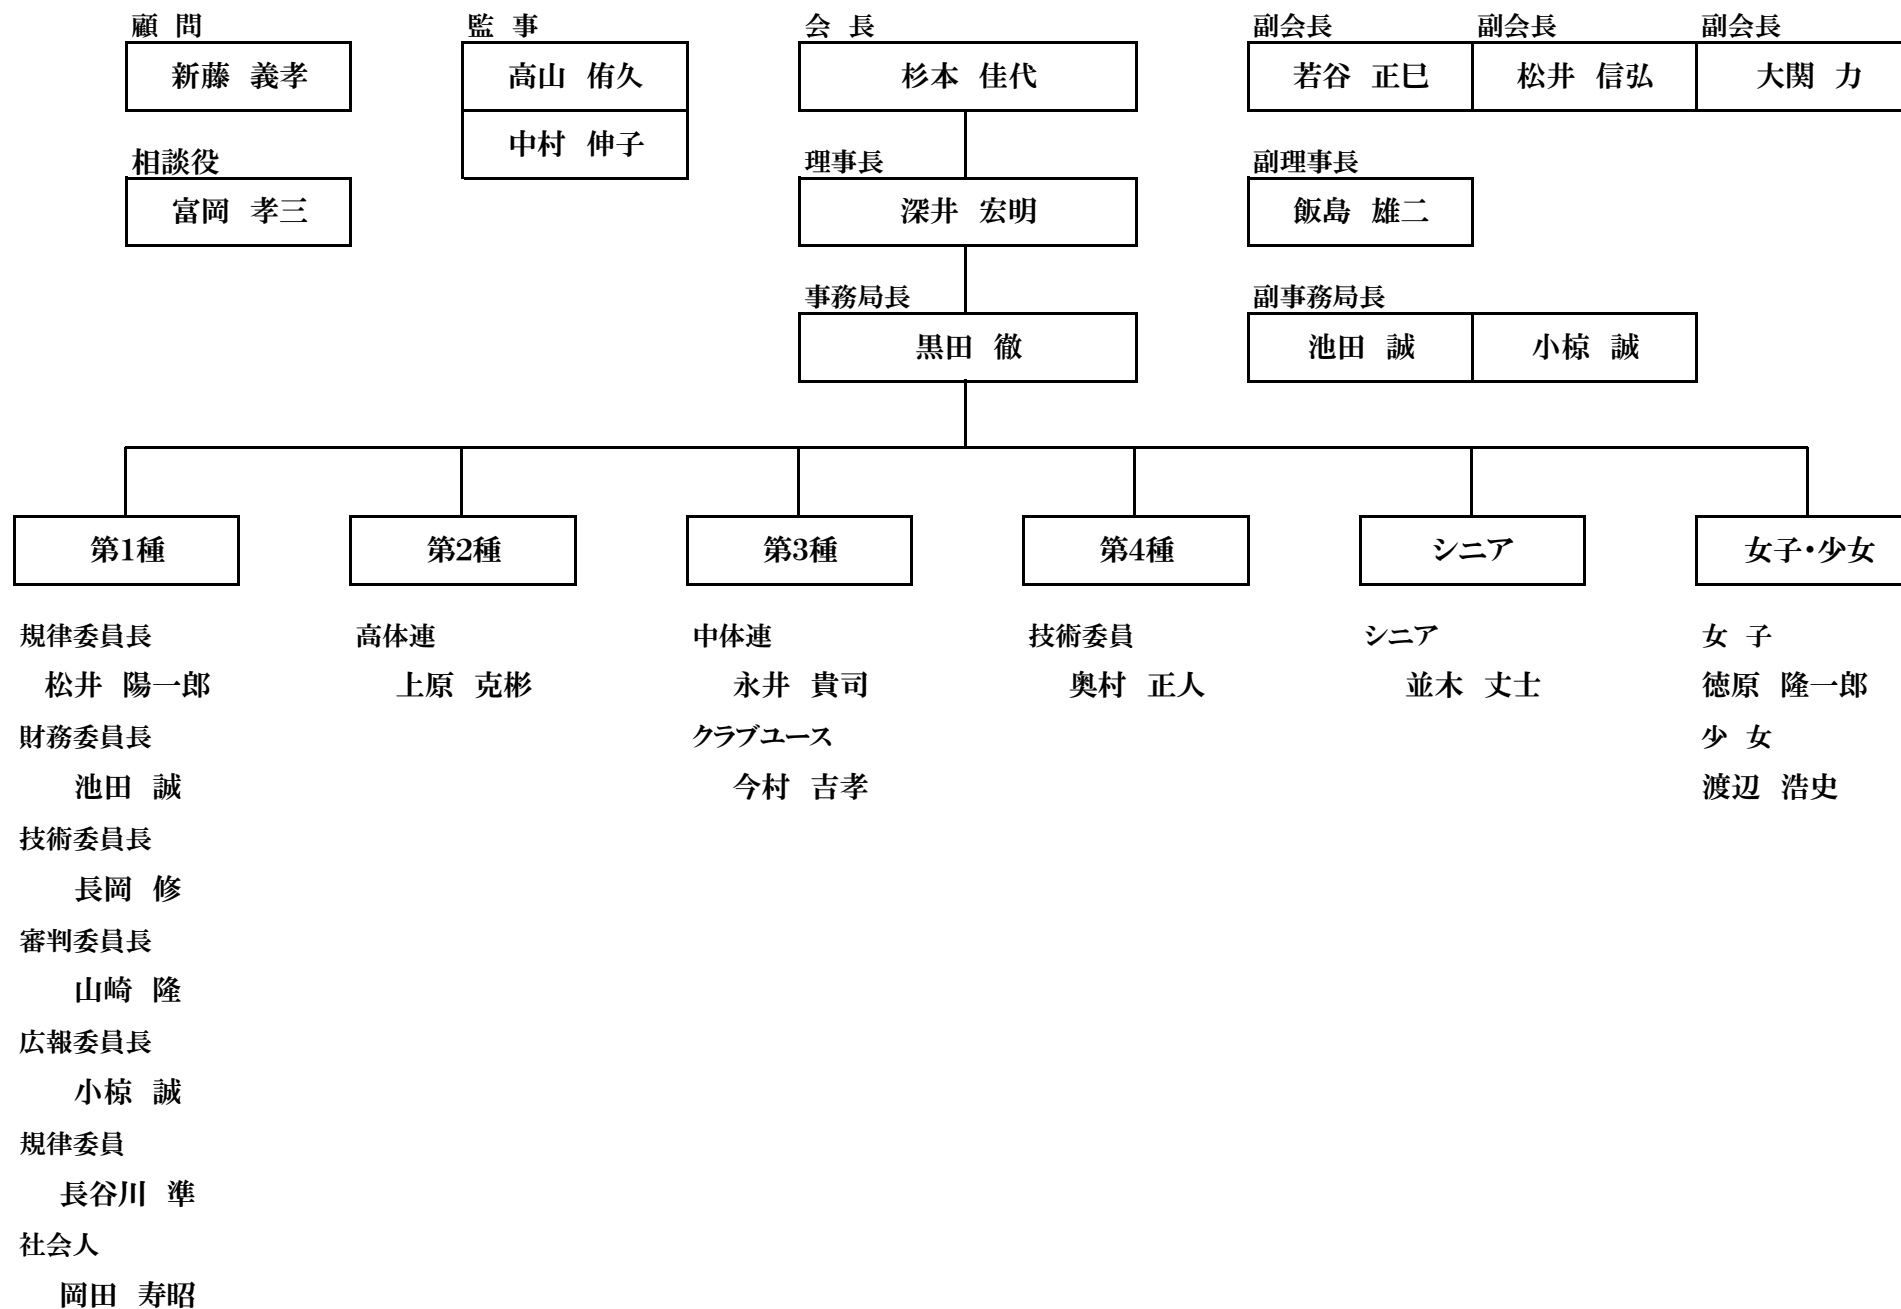 顧 問 監 事 会 長 副会長 副会長 副会長
新藤 義孝 高山 侑久 杉本 佳代 若谷 正巳 松井 信弘 大関 力
中村 伸子
相談役 理事長 副理事長
富岡 孝三 深井 宏明 飯島 雄二
事務局長 副事務局長
黒田 徹 池田 誠 小椋 誠
第1種 第2種 第3種 第4種 シニア 女子・少女
規律委員長 高体連 中体連 技術委員 シニア 女 子
松井 陽一郎 上原 克彬 永井 貴司 奥村 正人 並木 丈士 徳原 隆一郎
財務委員長 クラブユース 少 女
池田 誠 今村 吉孝 渡辺 浩史
技術委員長
長岡 修
審判委員長
山崎 隆
広報委員長
小椋 誠
規律委員
長谷川 準
社会人
岡田 寿昭